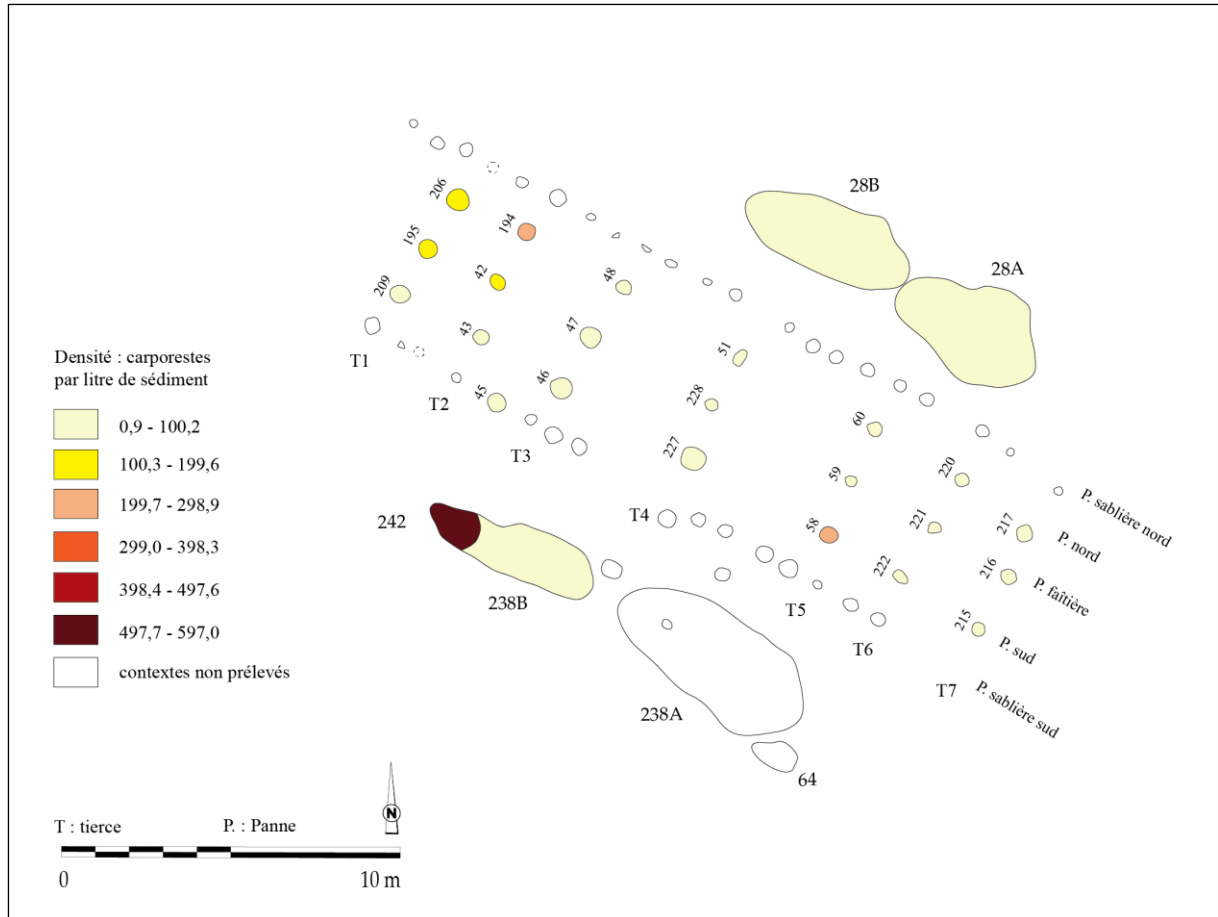 206
194
28B
195
42
48
28A
209
43
47
51
T1
46
228
60
Densité : carporestes
par litre de sédiment
T2
45
0,9 - 100,2
T3
227
59
220
100,3 - 199,6
199,7 - 298,9
299,0 - 398,3
398,4 - 497,6
497,7 - 597,0
contextes non prélevés
242
T4
58
221
217
P. sablière nord
P. nord
238B
222
216
P. faîtière
T5
T6
215
P. sud
238A
T7
P. sablière sud
64
N
T : tierce
P. : Panne
0
10 m